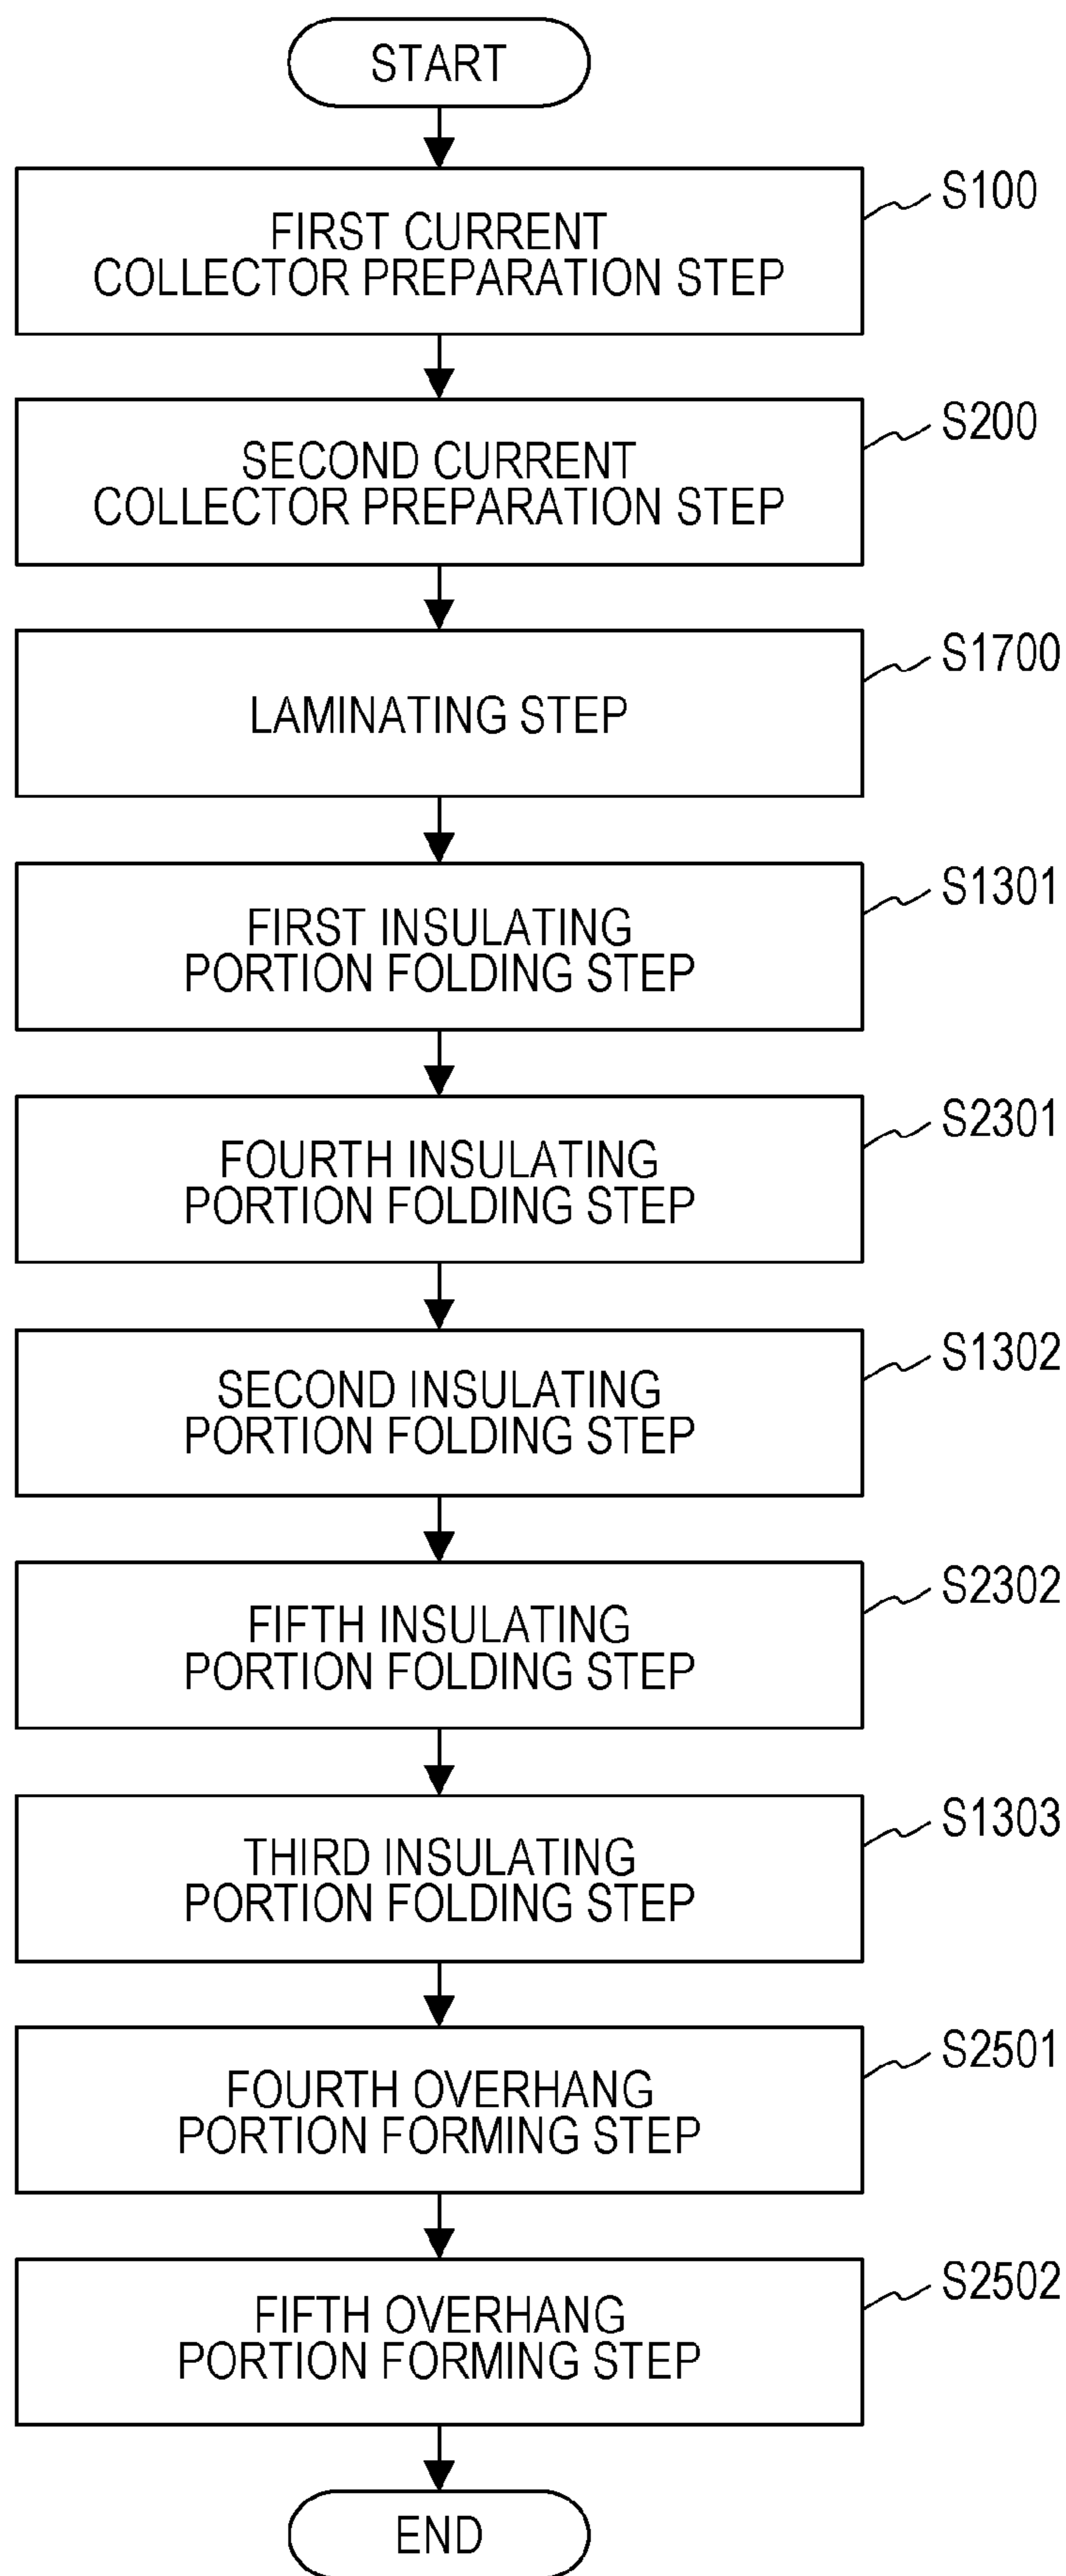 START
S100
FIRST CURRENT
COLLECTOR PREPARATION STEP
S200
SECOND CURRENT
COLLECTOR PREPARATION STEP
S1700
LAMINATING STEP
S1301
FIRST INSULATING
PORTION FOLDING STEP
S2301
FOURTH INSULATING
PORTION FOLDING STEP
S1302
SECOND INSULATING
PORTION FOLDING STEP
S2302
FIFTH INSULATING
PORTION FOLDING STEP
S1303
THIRD INSULATING
PORTION FOLDING STEP
S2501
FOURTH OVERHANG
PORTION FORMING STEP
S2502
FIFTH OVERHANG
PORTION FORMING STEP
END